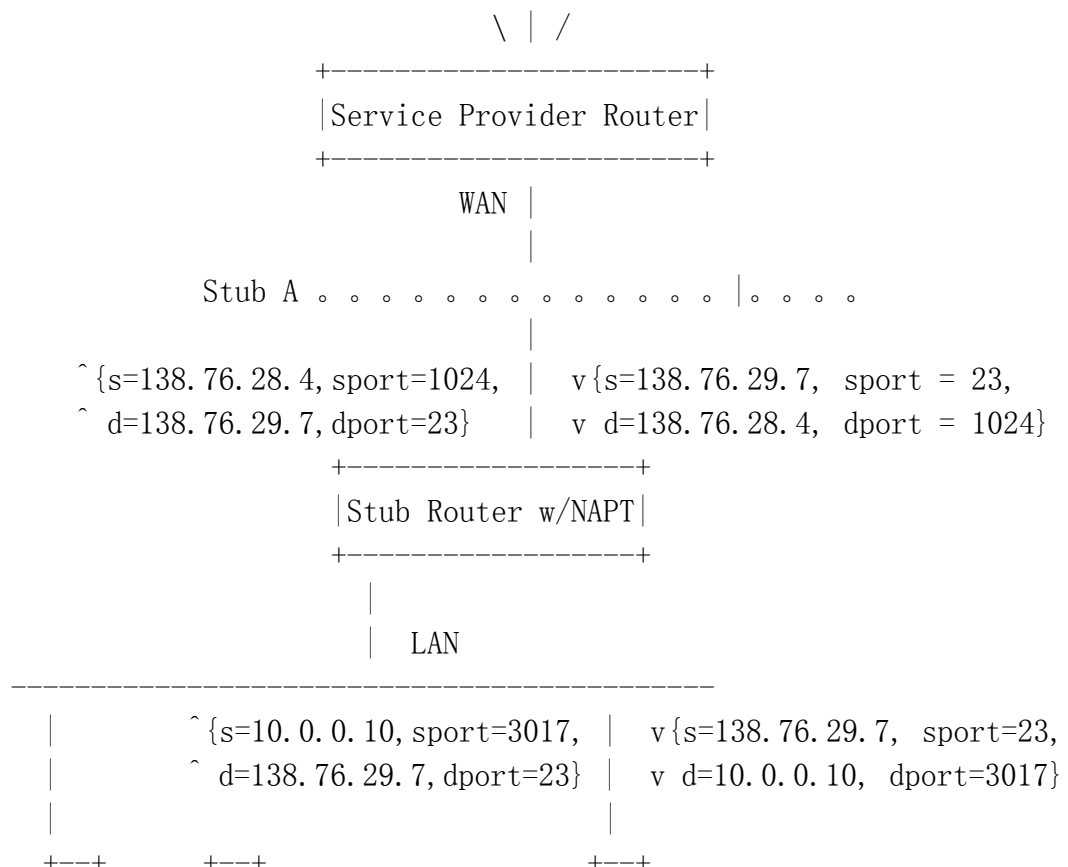 \ | /
+-----------------------+
|Service Provider Router|
+-----------------------+
WAN |
|
Stub A 。 。 。 。 。 。 。 。 。 。 。 。 。 |。 。 。 。
|
^{s=138.76.28.4,sport=1024, | v{s=138.76.29.7, sport = 23,
^ d=138.76.29.7,dport=23} | v d=138.76.28.4, dport = 1024}
+------------------+
|Stub Router w/NAPT|
+------------------+
|
| LAN
--------------------------------------------
| ^{s=10.0.0.10,sport=3017, | v{s=138.76.29.7, sport=23,
| ^ d=138.76.29.7,dport=23} | v d=10.0.0.10, dport=3017}
| |
+--+ +--+ +--+